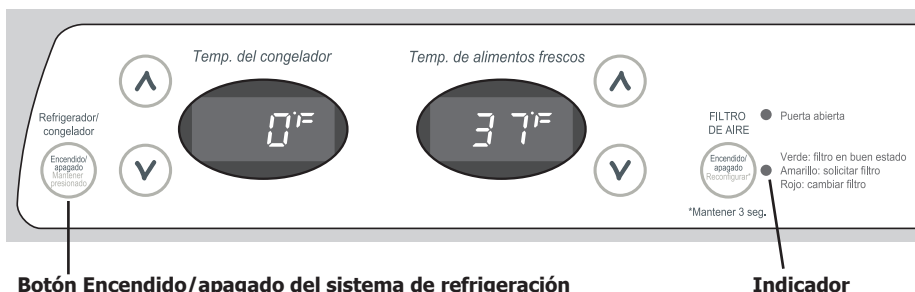 Temp. del congelador
Temp. de alimentos frescos
0°F
37°F
Refrigerador/
congelador
Encendido/
apagado
Mantener
presionado
FILTRO
DE AIRE
Puerta abierta
Encendido/
apagado
Reconfigurar*
Verde: filtro en buen estado
Amarillo: solicitar filtro
Rojo: cambiar filtro
*Mantener 3 seg.
Botón Encendido/apagado del sistema de refrigeración
Indicador